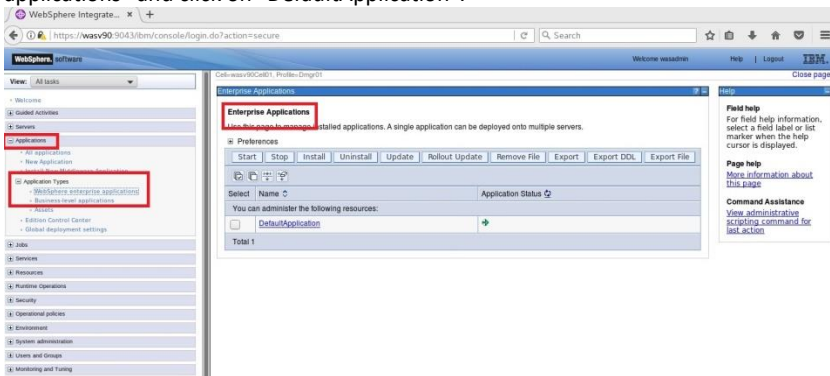 applications" and click on "DefaultApplication".
WebSphere Integrate... × +
https://wasv90:9043/ibm/console/login.do?action=secure
Search
WebSphere. software
Welcome wasadmin
Help | Logout
IBM.
View: All tasks
Cell=wasv90Cell01, Profile=Dmgr01
Close page
Welcome
Guided Activities
Servers
Applications
All applications
New Application
Install New Middleware Application
Application Types
WebSphere enterprise applications
Business-level applications
Assets
Edition Control Center
Global deployment settings
Jobs
Services
Resources
Runtime Operations
Security
Operational policies
Environment
System administration
Users and Groups
Monitoring and Tuning
Enterprise Applications
Enterprise Applications
Use this page to manage installed applications. A single application can be deployed onto multiple servers.
Preferences
Start Stop Install Uninstall Update Rollout Update Remove File Export Export DDL Export File
Select Name Application Status
You can administer the following resources:
DefaultApplication
Total 1
Help
Field help
For field help information,
select a field label or list
marker when the help
cursor is displayed.
Page help
More information about
this page
Command Assistance
View administrative
scripting command for
last action